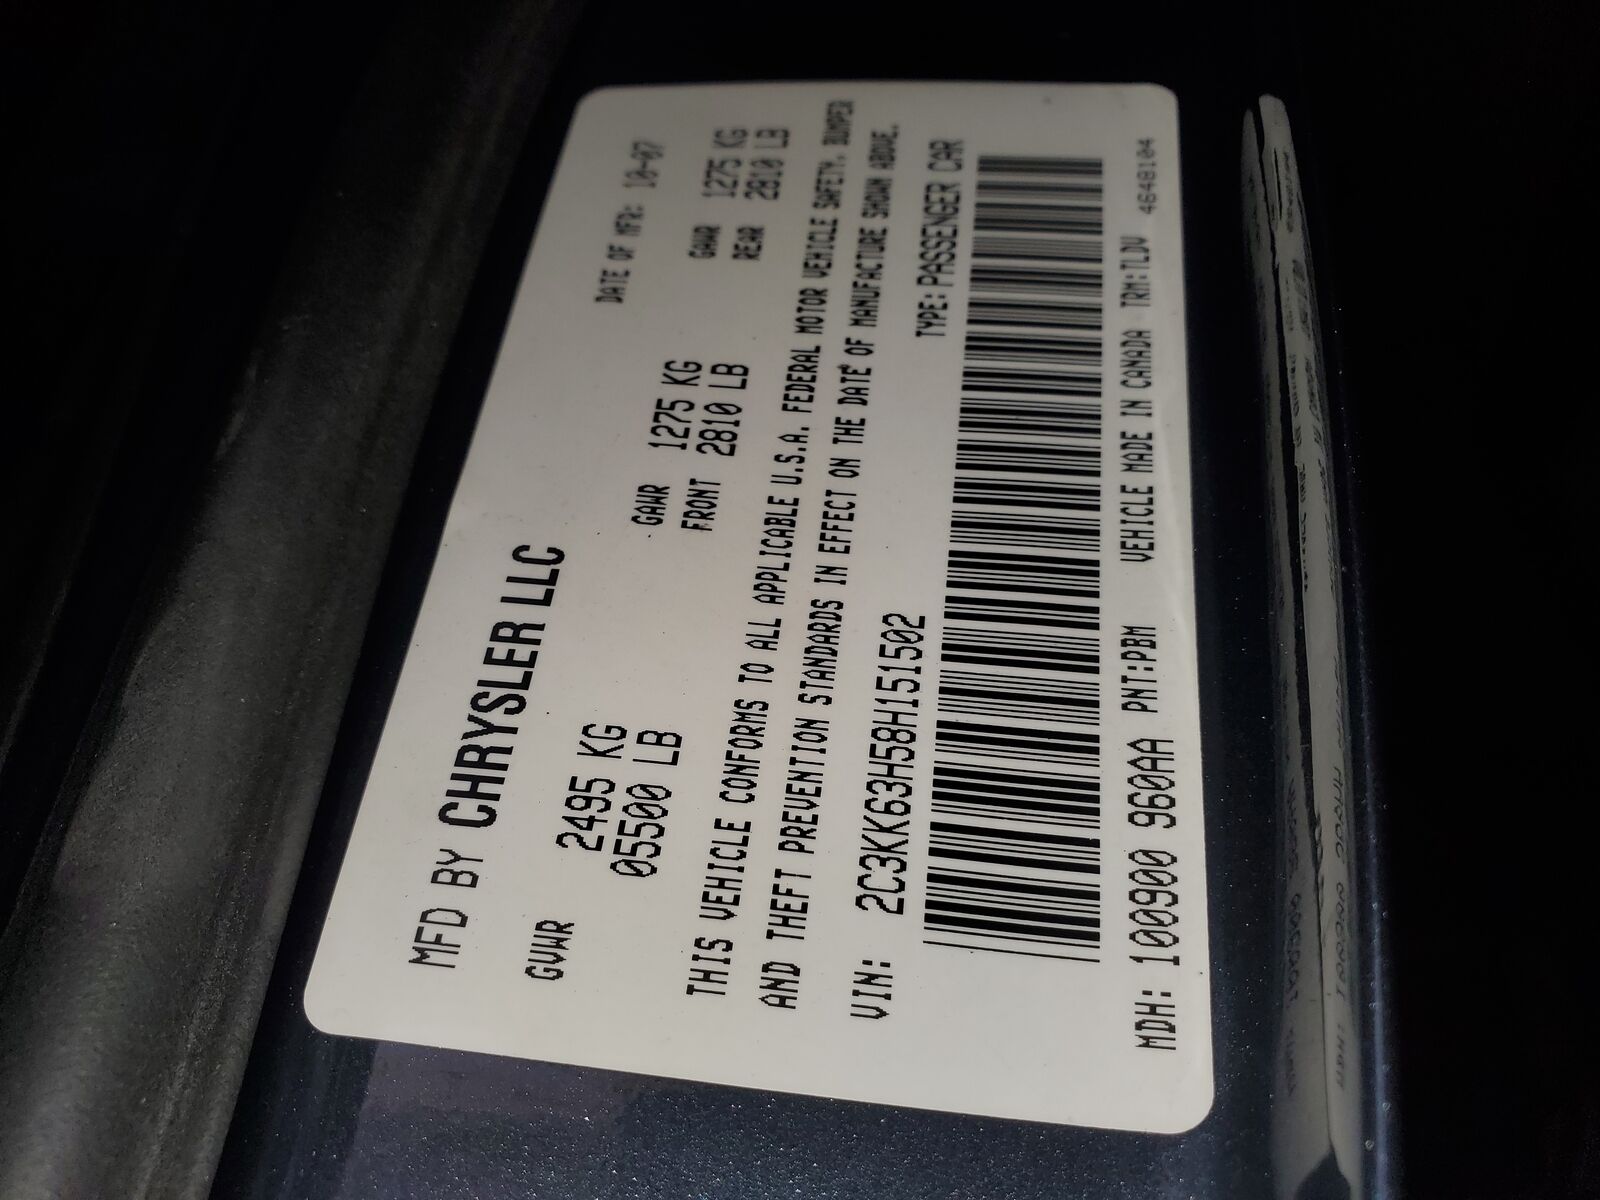 MFD BY CHRYSLER LLC
DATE OF MFR: 10-07
GVWR
2495 KG
05500 LB
GAWR
FRONT
1275 KG
2810 LB
GAWR
REAR
1275 KG
2810 LB
THIS VEHICLE CONFORMS TO ALL APPLICABLE U.S.A. FEDERAL MOTOR VEHICLE SAFETY, BUMPER
AND THEFT PREVENTION STANDARDS IN EFFECT ON THE DATE OF MANUFACTURE SHOWN ABOVE.
VIN: 2C3KK63H58H151502
TYPE: PASSENGER CAR
MDH: 100900 960AA PNT:PBM VEHICLE MADE IN CANADA TRM:TLDV 4648104